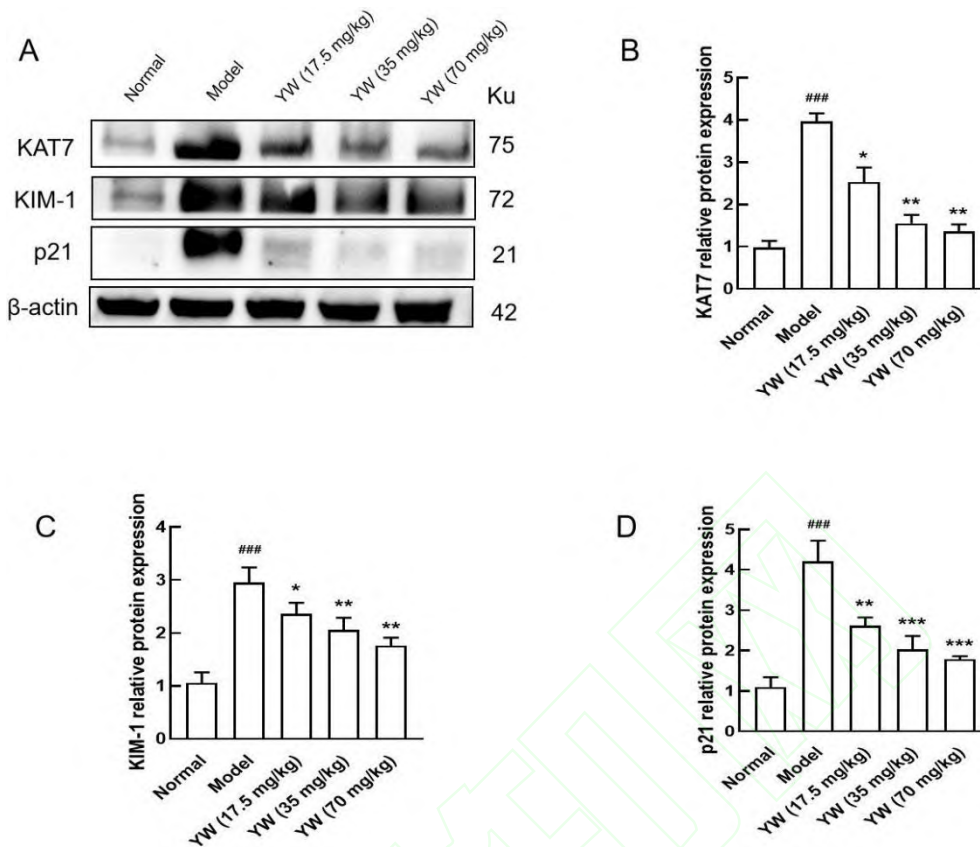 A
Normal
Model
YW (17.5 mg/kg)
YW (35 mg/kg)
YW (70 mg/kg)
Ku
KAT7
75
KIM-1
72
p21
21
β-actin
42
B
KAT7 relative protein expression
5
4
3
2
1
0
###
*
**
**
Normal
Model
YW (17.5 mg/kg)
YW (35 mg/kg)
YW (70 mg/kg)
C
KIM-1 relative protein expression
4
3
2
1
0
###
*
**
**
Normal
Model
YW (17.5 mg/kg)
YW (35 mg/kg)
YW (70 mg/kg)
D
p21 relative protein expression
5
4
3
2
1
0
###
**
***
***
Normal
Model
YW (17.5 mg/kg)
YW (35 mg/kg)
YW (70 mg/kg)